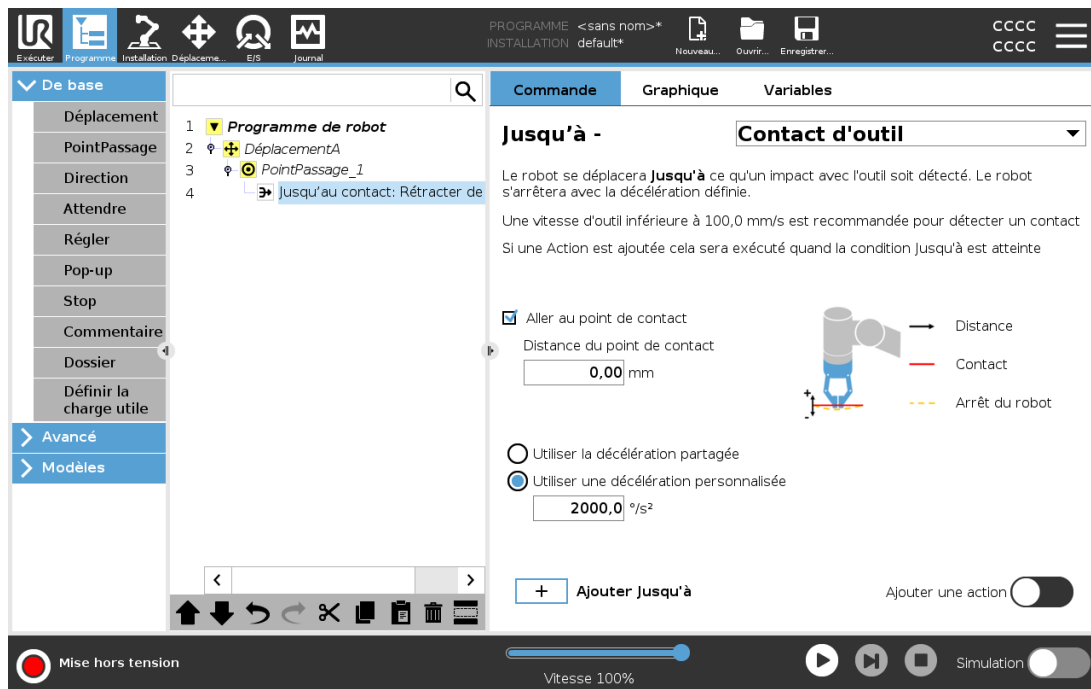 PROGRAMME <sans nom>*
INSTALLATION default*
CCCC
CCCC
Exécuter
Programme
Installation
Déplaceme...
E/S
Journal
Nouveau...
Ouvrir...
Enregistrer...
De base
Déplacement
PointPassage
Direction
Attendre
Régler
Pop-up
Stop
Commentaire
Dossier
Définir la
charge utile
Avancé
Modèles
1 Programme de robot
2 DéplacementA
3 PointPassage_1
4 Jusqu'au contact: Rétracter de
Commande
Graphique
Variables
Jusqu'à -
Contact d'outil
Le robot se déplacera Jusqu'à ce qu'un impact avec l'outil soit détecté. Le robot
s'arrêtera avec la décélération définie.
Une vitesse d'outil inférieure à 100,0 mm/s est recommandée pour détecter un contact
Si une Action est ajoutée cela sera exécuté quand la condition Jusqu'à est atteinte
Aller au point de contact
Distance du point de contact
0,00 mm
+
-
Distance
Contact
Arrêt du robot
Utiliser la décélération partagée
Utiliser une décélération personnalisée
2000,0 °/s²
+ Ajouter Jusqu'à
Ajouter une action
Mise hors tension
Vitesse 100%
Simulation